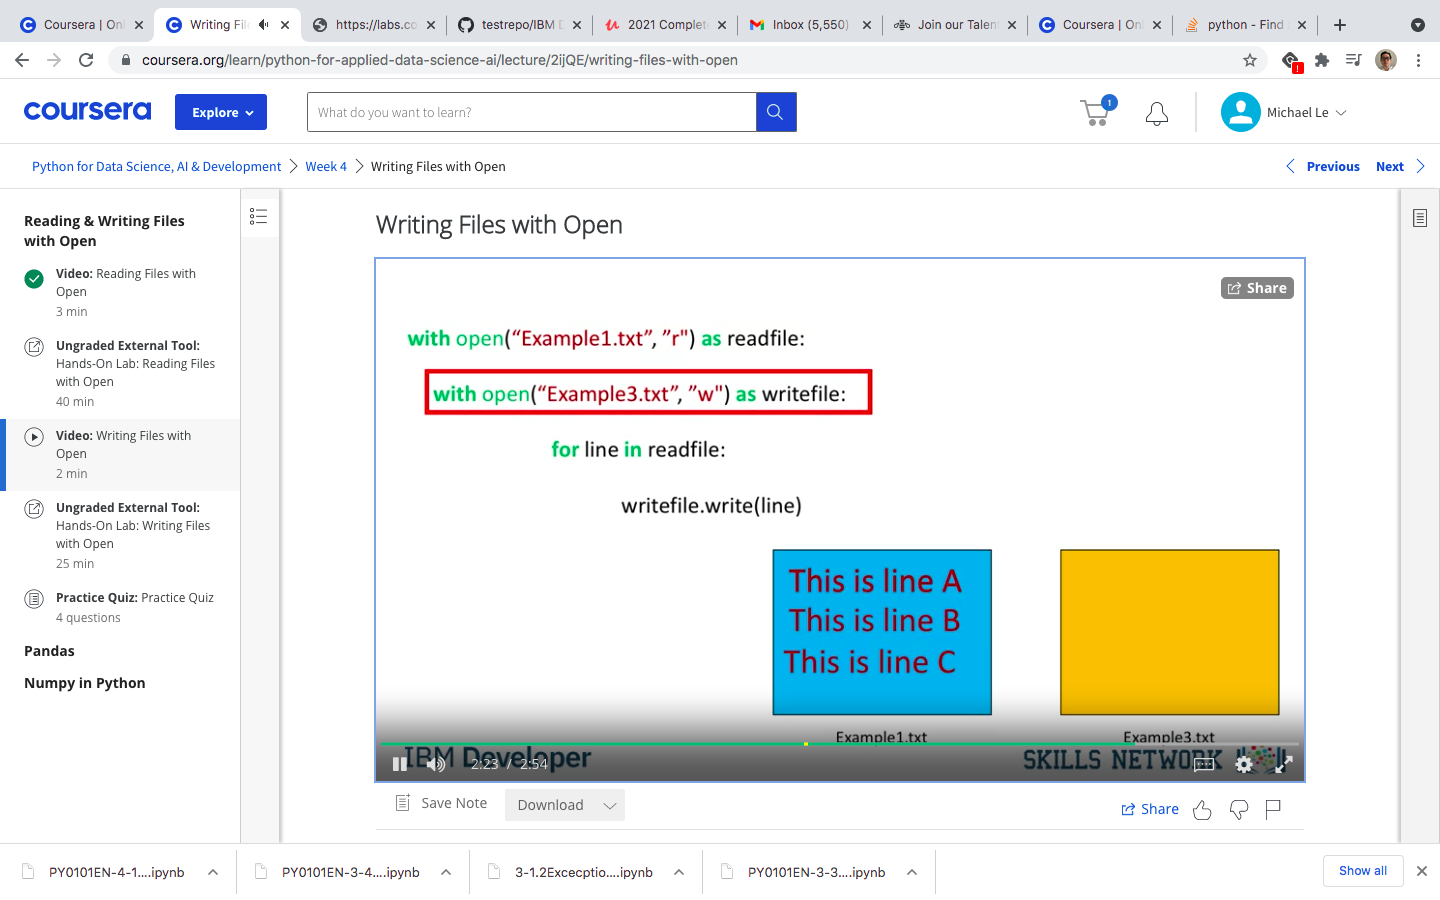 Coursera | Onl
Writing File
https://labs.co
testrepo/IBM D
2021 Complete
Inbox (5,550)
Join our Talent
Coursera | Onl
python - Find
coursera.org/learn/python-for-applied-data-science-ai/lecture/2ijQE/writing-files-with-open
coursera
Explore
What do you want to learn?
1
Michael Le
Python for Data Science, AI & Development
Week 4
Writing Files with Open
Previous
Next
Reading & Writing Files
with Open
Video: Reading Files with
Open
3 min
Ungraded External Tool:
Hands-On Lab: Reading Files
with Open
40 min
Video: Writing Files with
Open
2 min
Ungraded External Tool:
Hands-On Lab: Writing Files
with Open
25 min
Practice Quiz: Practice Quiz
4 questions
Pandas
Numpy in Python
Writing Files with Open
Share
with open(“Example1.txt”, ”r") as readfile:
with open(“Example3.txt”, ”w") as writefile:
for line in readfile:
writefile.write(line)
This is line A
This is line B
This is line C
Example1.txt
Example3.txt
IBM Developer
SKILLS NETWORK
2:23 / 2:54
Save Note
Download
Share
PY0101EN-4-1....ipynb
PY0101EN-3-4....ipynb
3-1.2Excecptio....ipynb
PY0101EN-3-3....ipynb
Show all